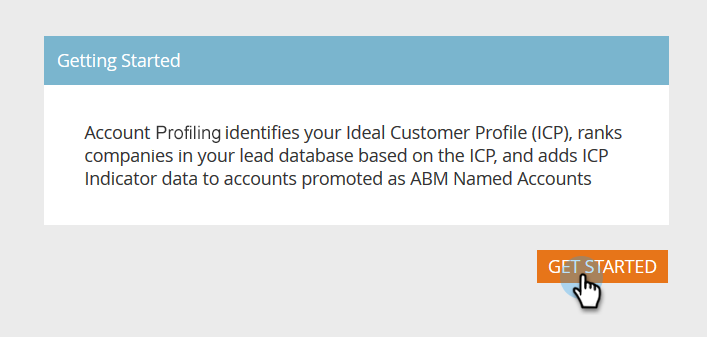 Getting Started
Account Profiling identifies your Ideal Customer Profile (ICP), ranks
companies in your lead database based on the ICP, and adds ICP
Indicator data to accounts promoted as ABM Named Accounts
GET STARTED